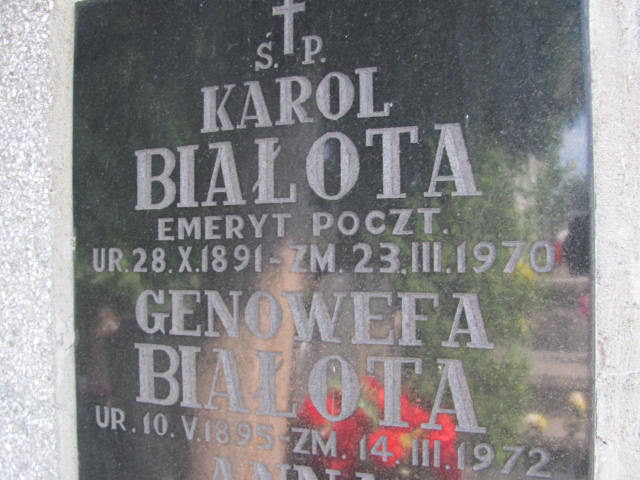 Ś. P.
KAROL
BIAŁOTA
EMERYT POCZT.
UR. 28. X. 1891 - ZM. 23. III. 1970
GENOWEFA
BIAŁOTA
UR. 10. V. 1895 - ZM. 14. III. 1972
ANNA